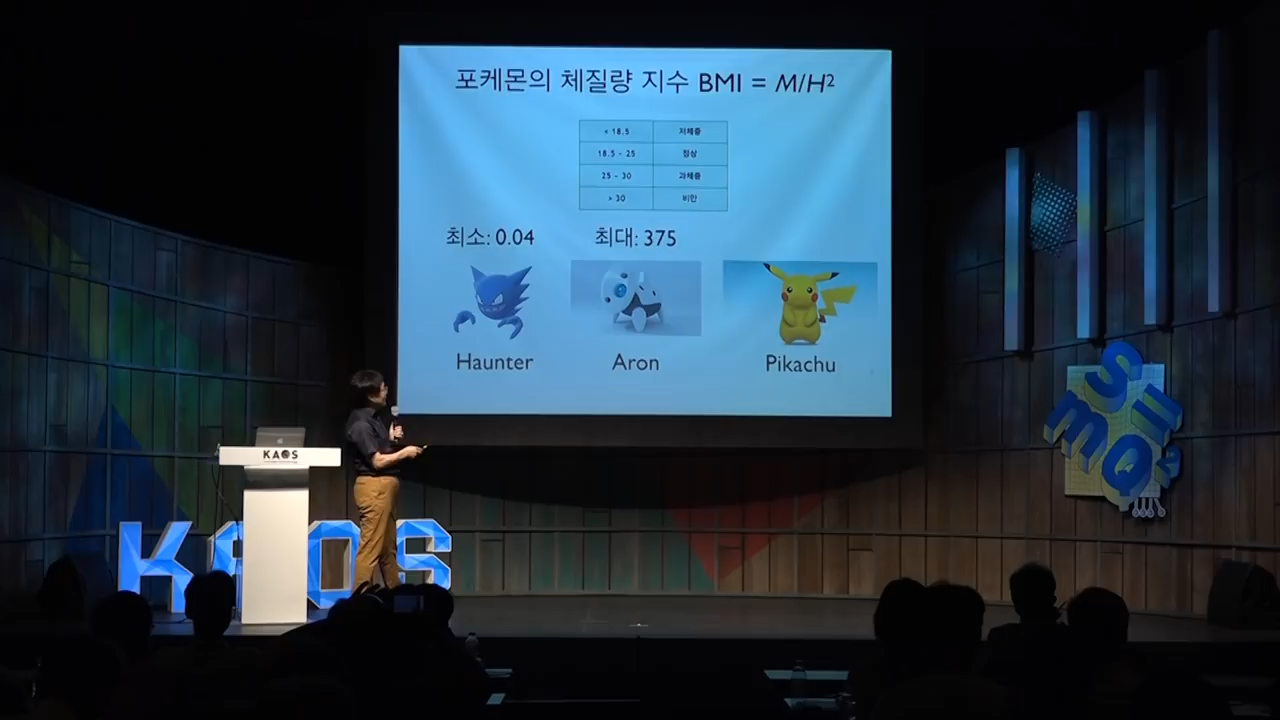 포케몬의 체질량 지수 BMI = M/H²
< 18.5 저체중
18.5 - 25 정상
25 - 30 과체중
> 30 비만
최소: 0.04 최대: 375
Haunter Aron Pikachu
KAOS
KAOS